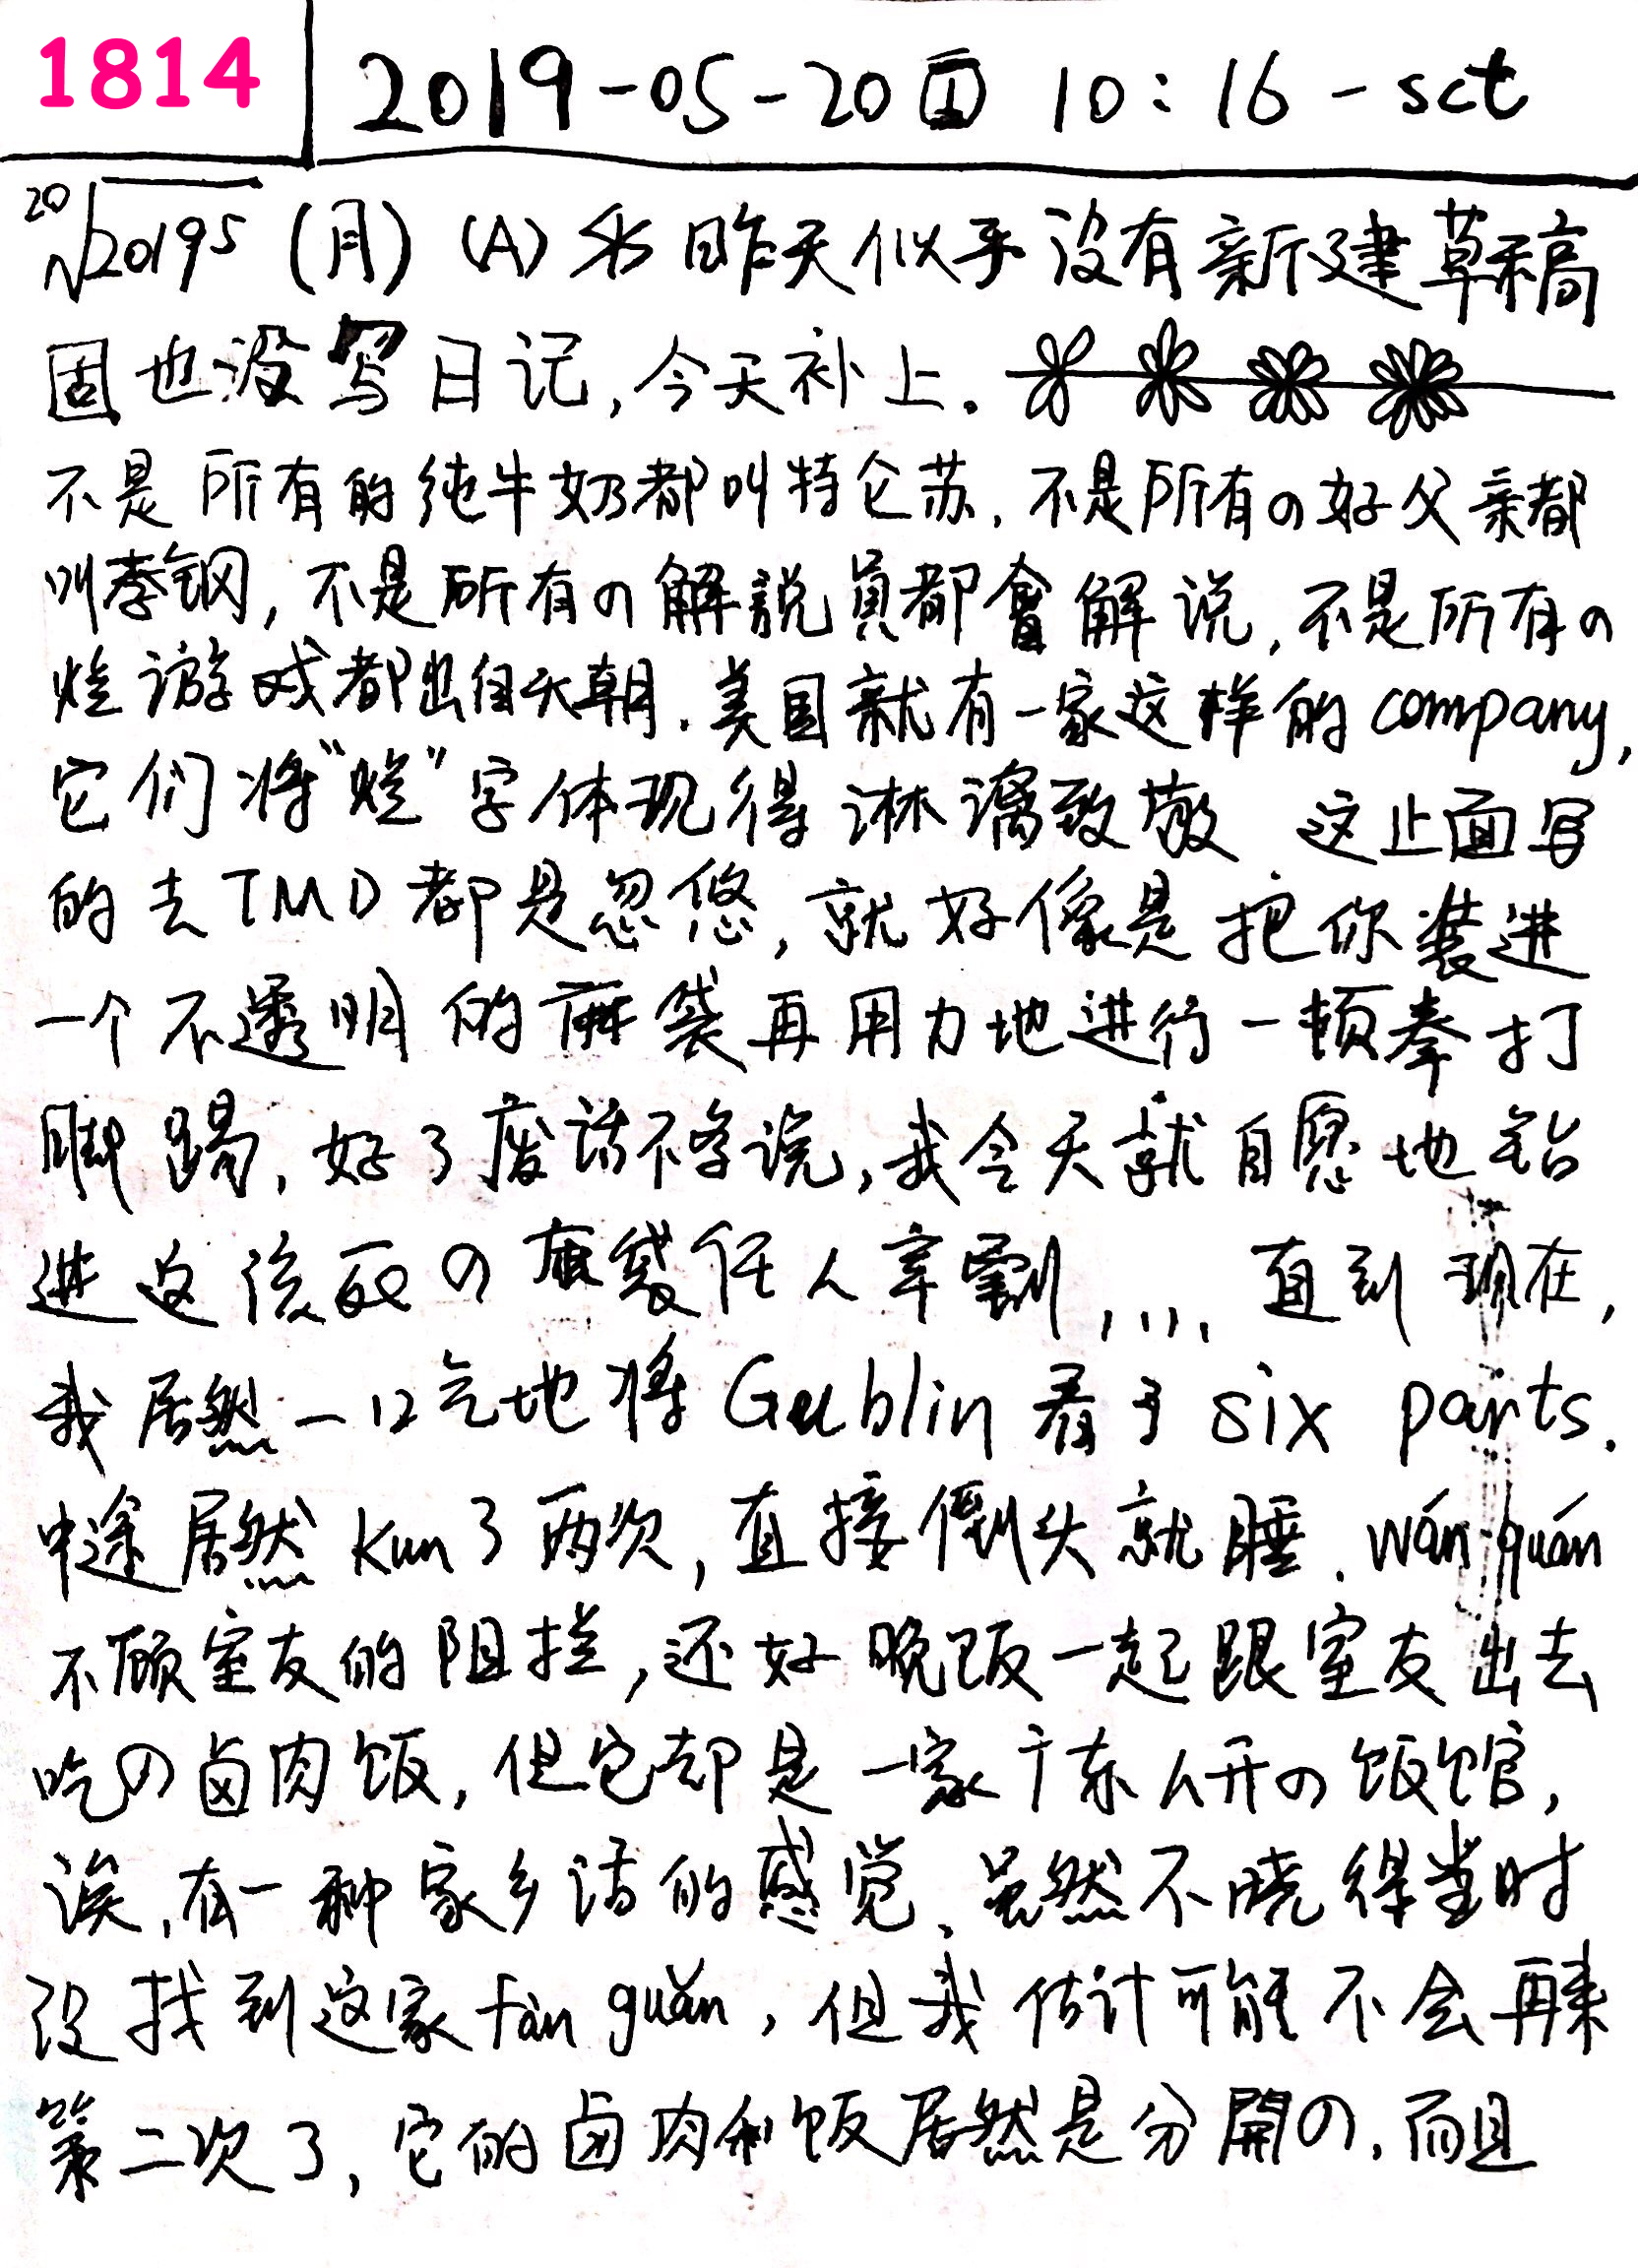 1814
2019-05-20 10:16-sct
20√20195 (月) (A) 昨天似乎没有新建草稿
固也没写日记,今天补上。
不是所有的纯牛奶都叫特仑苏,不是所有の好父亲都
叫李钢,不是所有の解說員都會解说,不是所有の
烂游戏都出自天朝.美国就有一家这样的company,
它们将“烂”字体现得淋漓致 这上面写
的去TMD都是忽悠,就好像是把你装进
一个不透明的麻袋再用力地进行一顿拳打
脚踢,好了废话不多说,我今天就自愿地钻
进这该死の麻袋任人宰割,... 直到现在,
我居然一口气地将Gublin看了six parts.
中途居然kun了两次,直接倒头就睡.wán quán
不顾室友的阻拦,还好晚饭一起跟室友出去
吃の卤肉饭,但它却是一家广东人开の饭馆,
诶,有一种家乡话的感觉、虽然不晓得当时
没找到这家fàn guǎn,但我估计可能不会再来
第二次了,它的卤肉和饭居然是分開の,而且